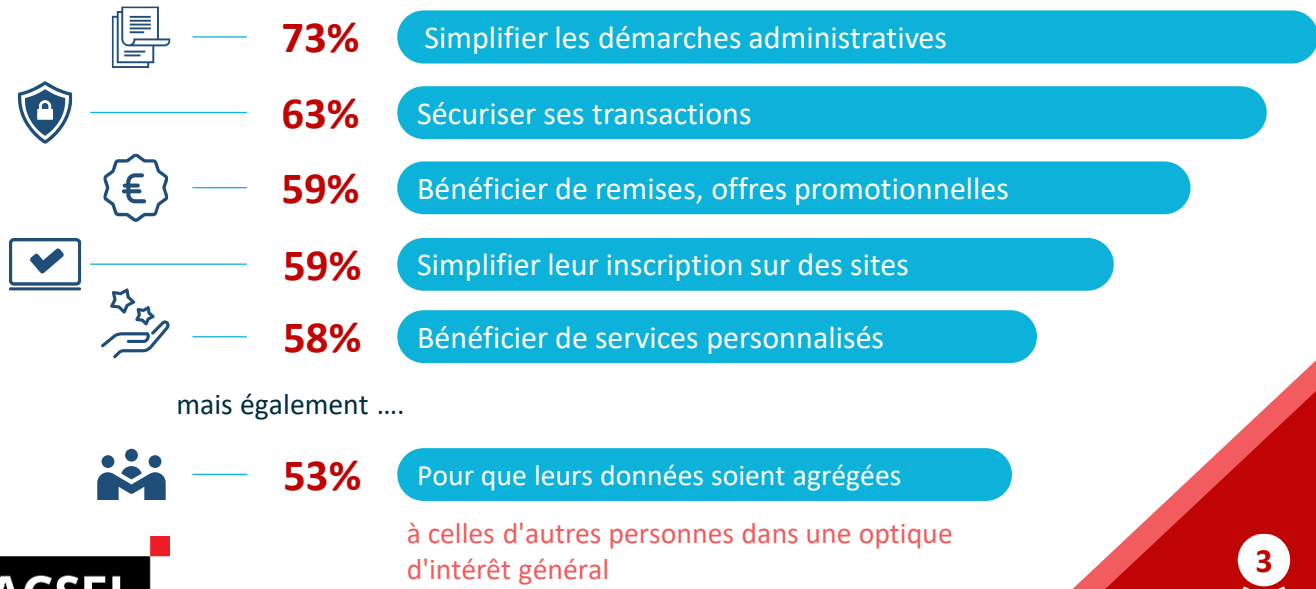 73% Simplifier les démarches administratives
63% Sécuriser ses transactions
€ 59% Bénéficier de remises, offres promotionnelles
59% Simplifier leur inscription sur des sites
58% Bénéficier de services personnalisés
mais également ....
53% Pour que leurs données soient agrégées
à celles d'autres personnes dans une optique
d'intérêt général
ACSEL
3